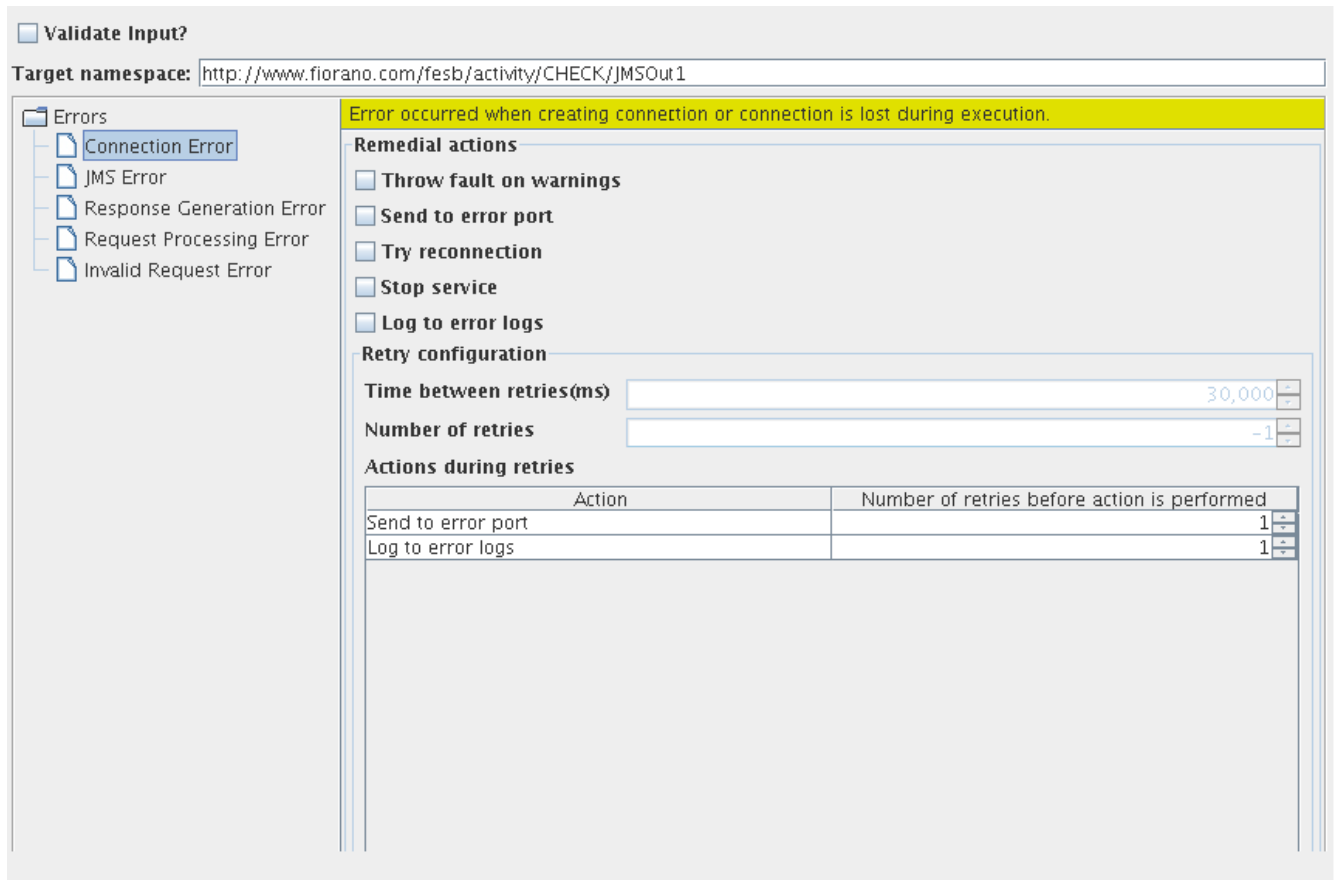 Validate Input?
Target namespace: http://www.fiorano.com/fesb/activity/CHECK/JMSOut1
Errors
Connection Error
JMS Error
Response Generation Error
Request Processing Error
Invalid Request Error
Error occurred when creating connection or connection is lost during execution.
Remedial actions
Throw fault on warnings
Send to error port
Try reconnection
Stop service
Log to error logs
Retry configuration
Time between retries(ms) 30,000
Number of retries -1
Actions during retries
Action Number of retries before action is performed
Send to error port 1
Log to error logs 1